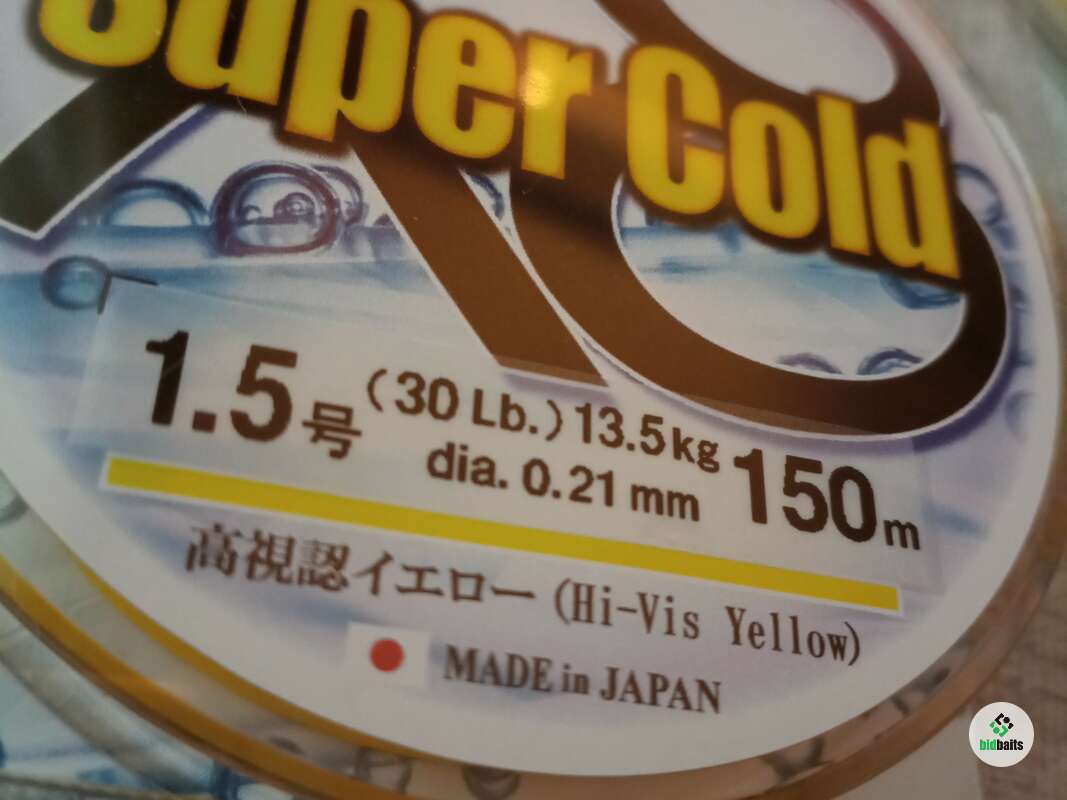 Super Cold
1.5号 (30 Lb.) 13.5kg 150m
dia. 0.21 mm
高視認イエロー (Hi-Vis Yellow)
MADE in JAPAN
bidbaits